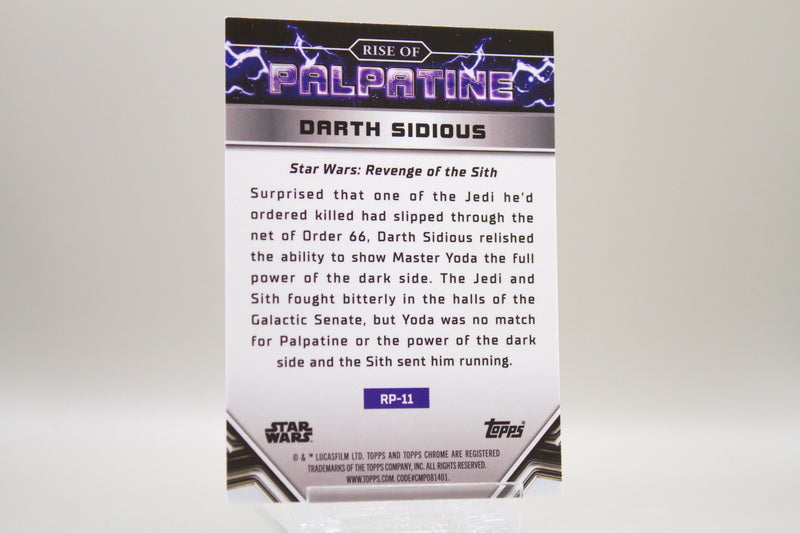 RISE OF
PALPATINE
DARTH SIDIOUS
Star Wars: Revenge of the Sith
Surprised that one of the Jedi he'd
ordered killed had slipped through the
net of Order 66, Darth Sidious relished
the ability to show Master Yoda the full
power of the dark side. The Jedi and
Sith fought bitterly in the halls of the
Galactic Senate, but Yoda was no match
for Palpatine or the power of the dark
side and the Sith sent him running.
RP-11
STAR
WARS
Topps
© & ™ LUCASFILM LTD. TOPPS AND TOPPS CHROME ARE REGISTERED
TRADEMARKS OF THE TOPPS COMPANY, INC. ALL RIGHTS RESERVED.
WWW.TOPPS.COM. CODE#CMP081401.